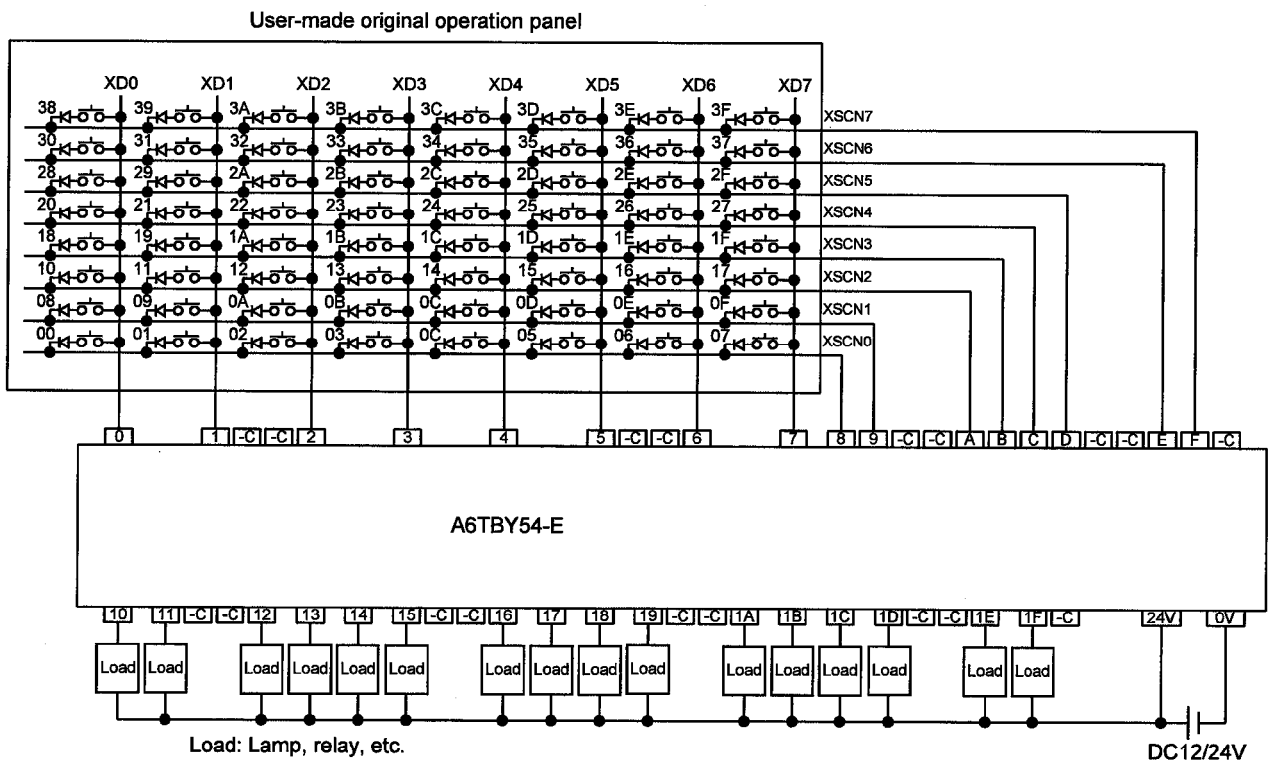 User-made original operation panel
XD0 XD1 XD2 XD3 XD4 XD5 XD6 XD7
38 39 3A 3B 3C 3D 3E 3F XSCN7
30 31 32 33 34 35 36 37 XSCN6
28 29 2A 2B 2C 2D 2E 2F XSCN5
20 21 22 23 24 25 26 27 XSCN4
18 19 1A 1B 1C 1D 1E 1F XSCN3
10 11 12 13 14 15 16 17 XSCN2
08 09 0A 0B 0C 0D 0E 0F XSCN1
00 01 02 03 0C 05 06 07 XSCN0
0 1 -C -C 2 3 4 5 -C -C 6 7 8 9 -C -C A B C D -C -C E F -C
A6TBY54-E
10 11 -C -C 12 13 14 15 -C -C 16 17 18 19 -C -C 1A 1B 1C 1D -C -C 1E 1F -C 24V 0V
Load Load Load Load Load Load Load Load Load Load Load Load Load Load Load Load
Load: Lamp, relay, etc.
DC12/24V